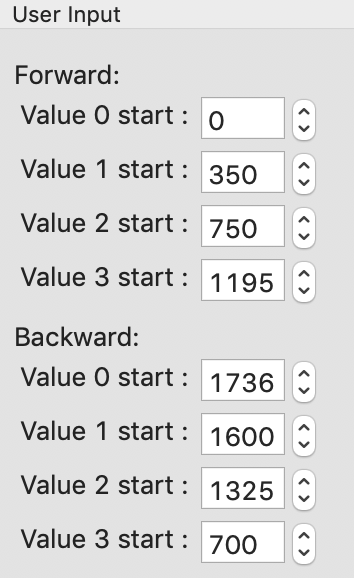 User Input
Forward:
Value 0 start : 0
Value 1 start : 350
Value 2 start : 750
Value 3 start : 1195
Backward:
Value 0 start : 1736
Value 1 start : 1600
Value 2 start : 1325
Value 3 start : 700